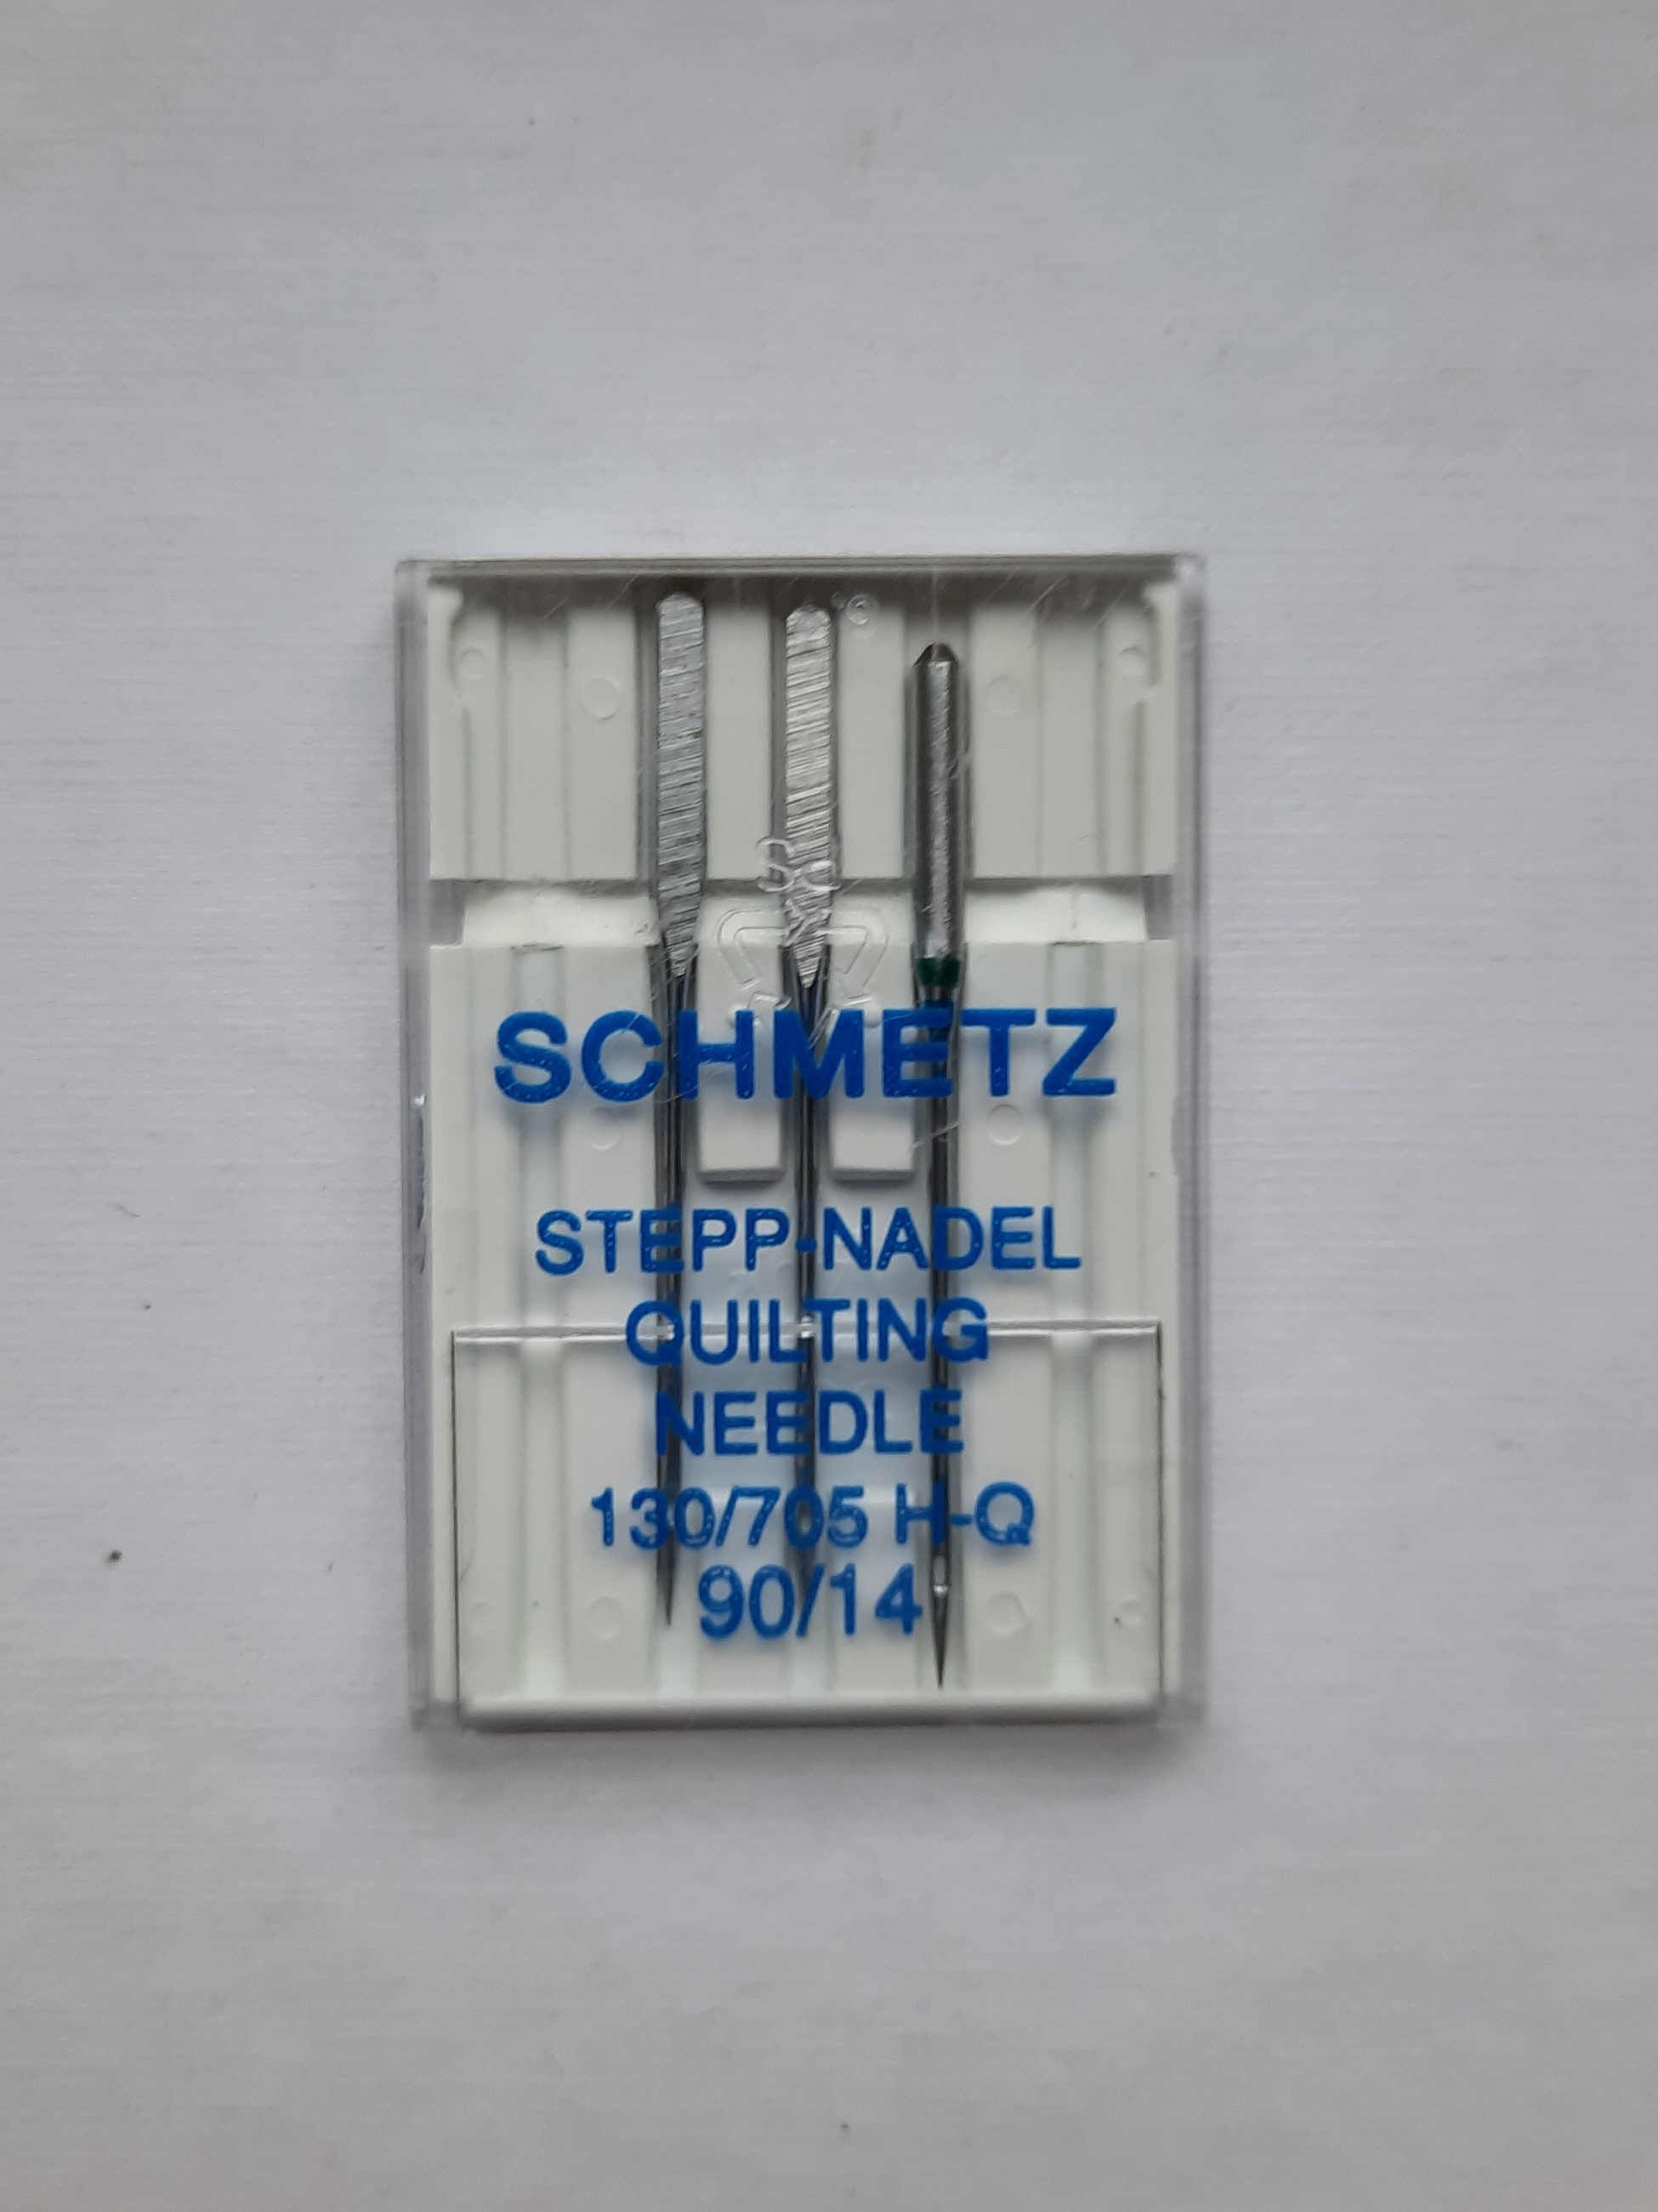 SCHMETZ
STEPP-NADEL
QUILTING
NEEDLE
130/705 H-Q
90/14